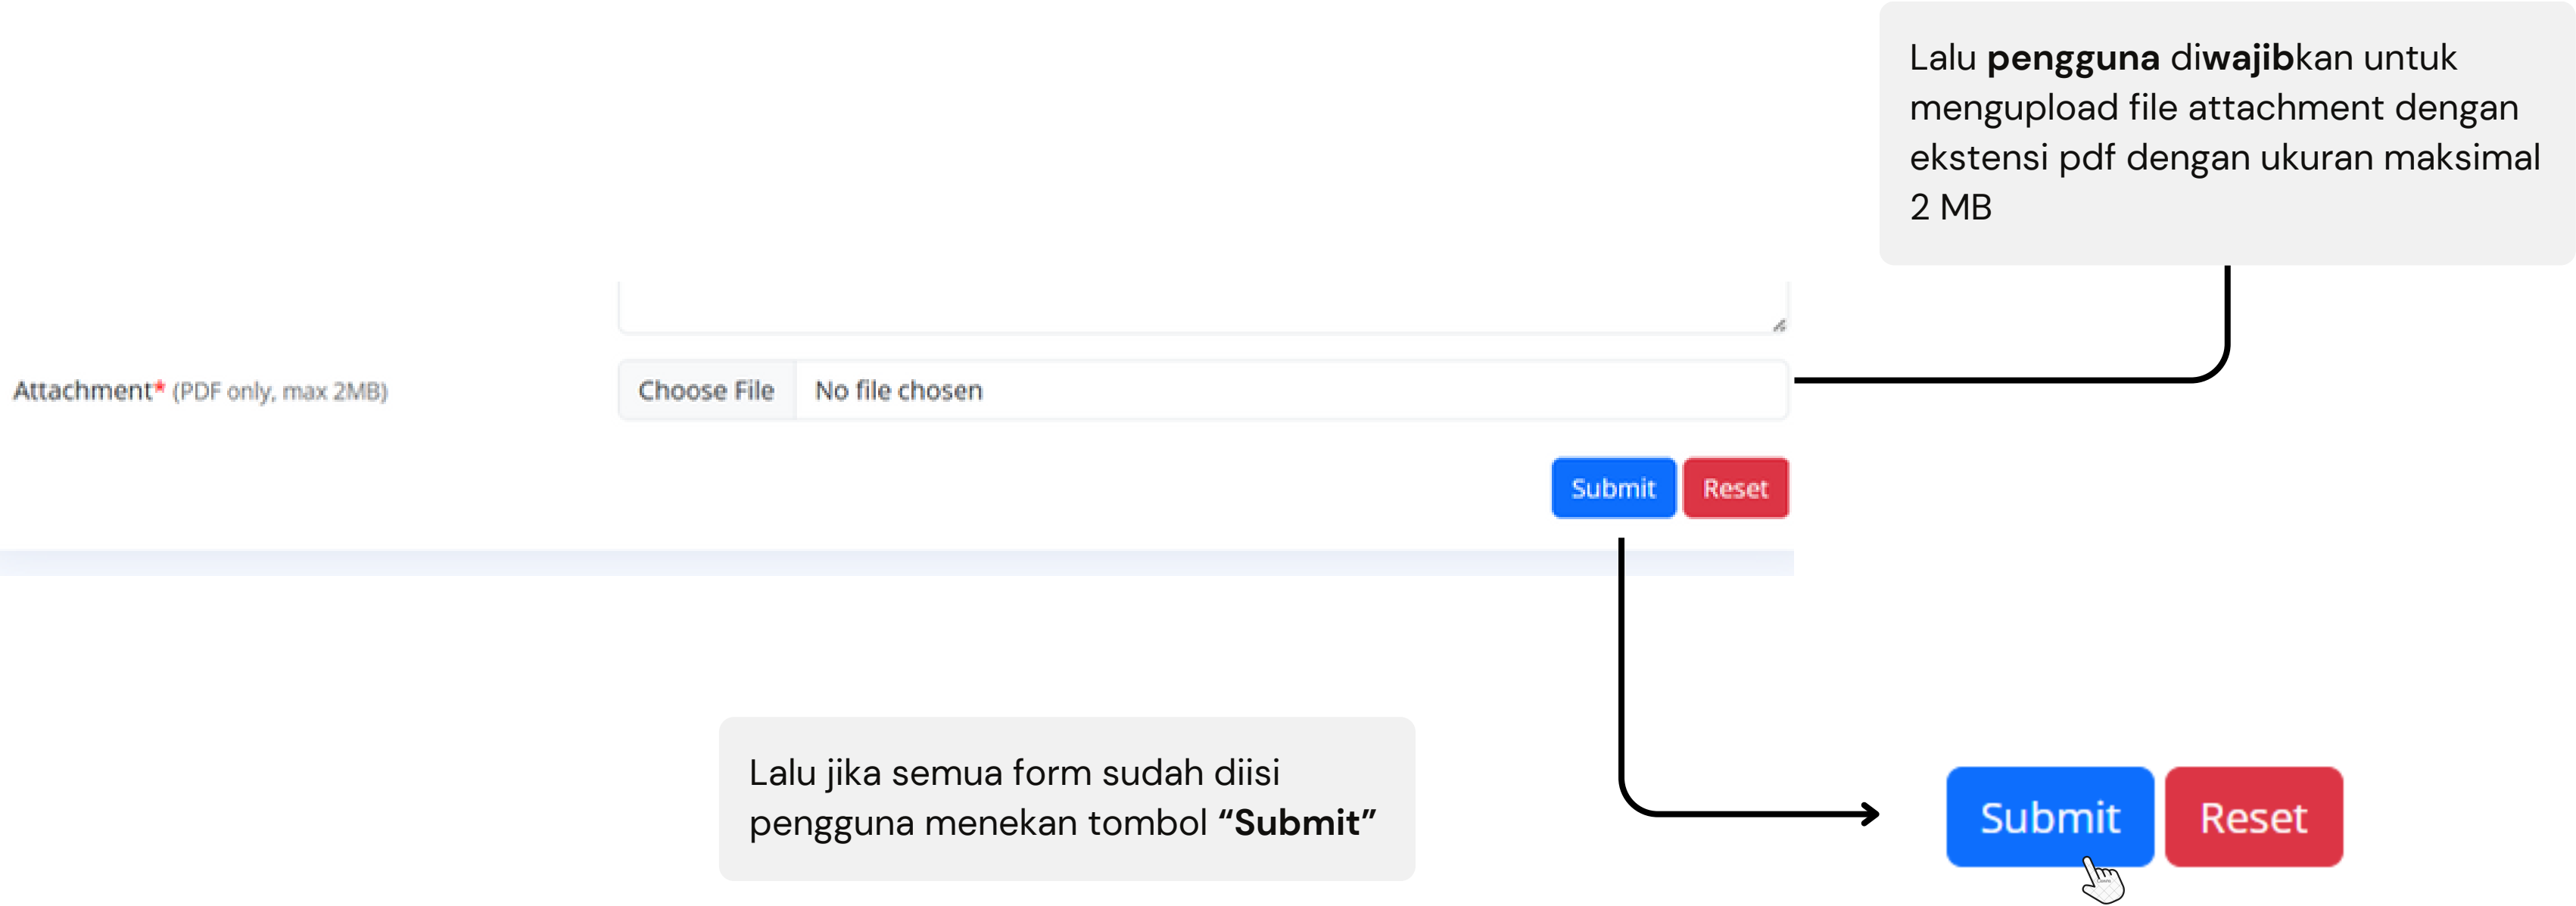 Lalu pengguna diwajibkan untuk
mengupload file attachment dengan
ekstensi pdf dengan ukuran maksimal
2 MB
Attachment* (PDF only, max 2MB)
Choose File No file chosen
Submit Reset
Lalu jika semua form sudah diisi
pengguna menekan tombol “Submit”
Submit Reset